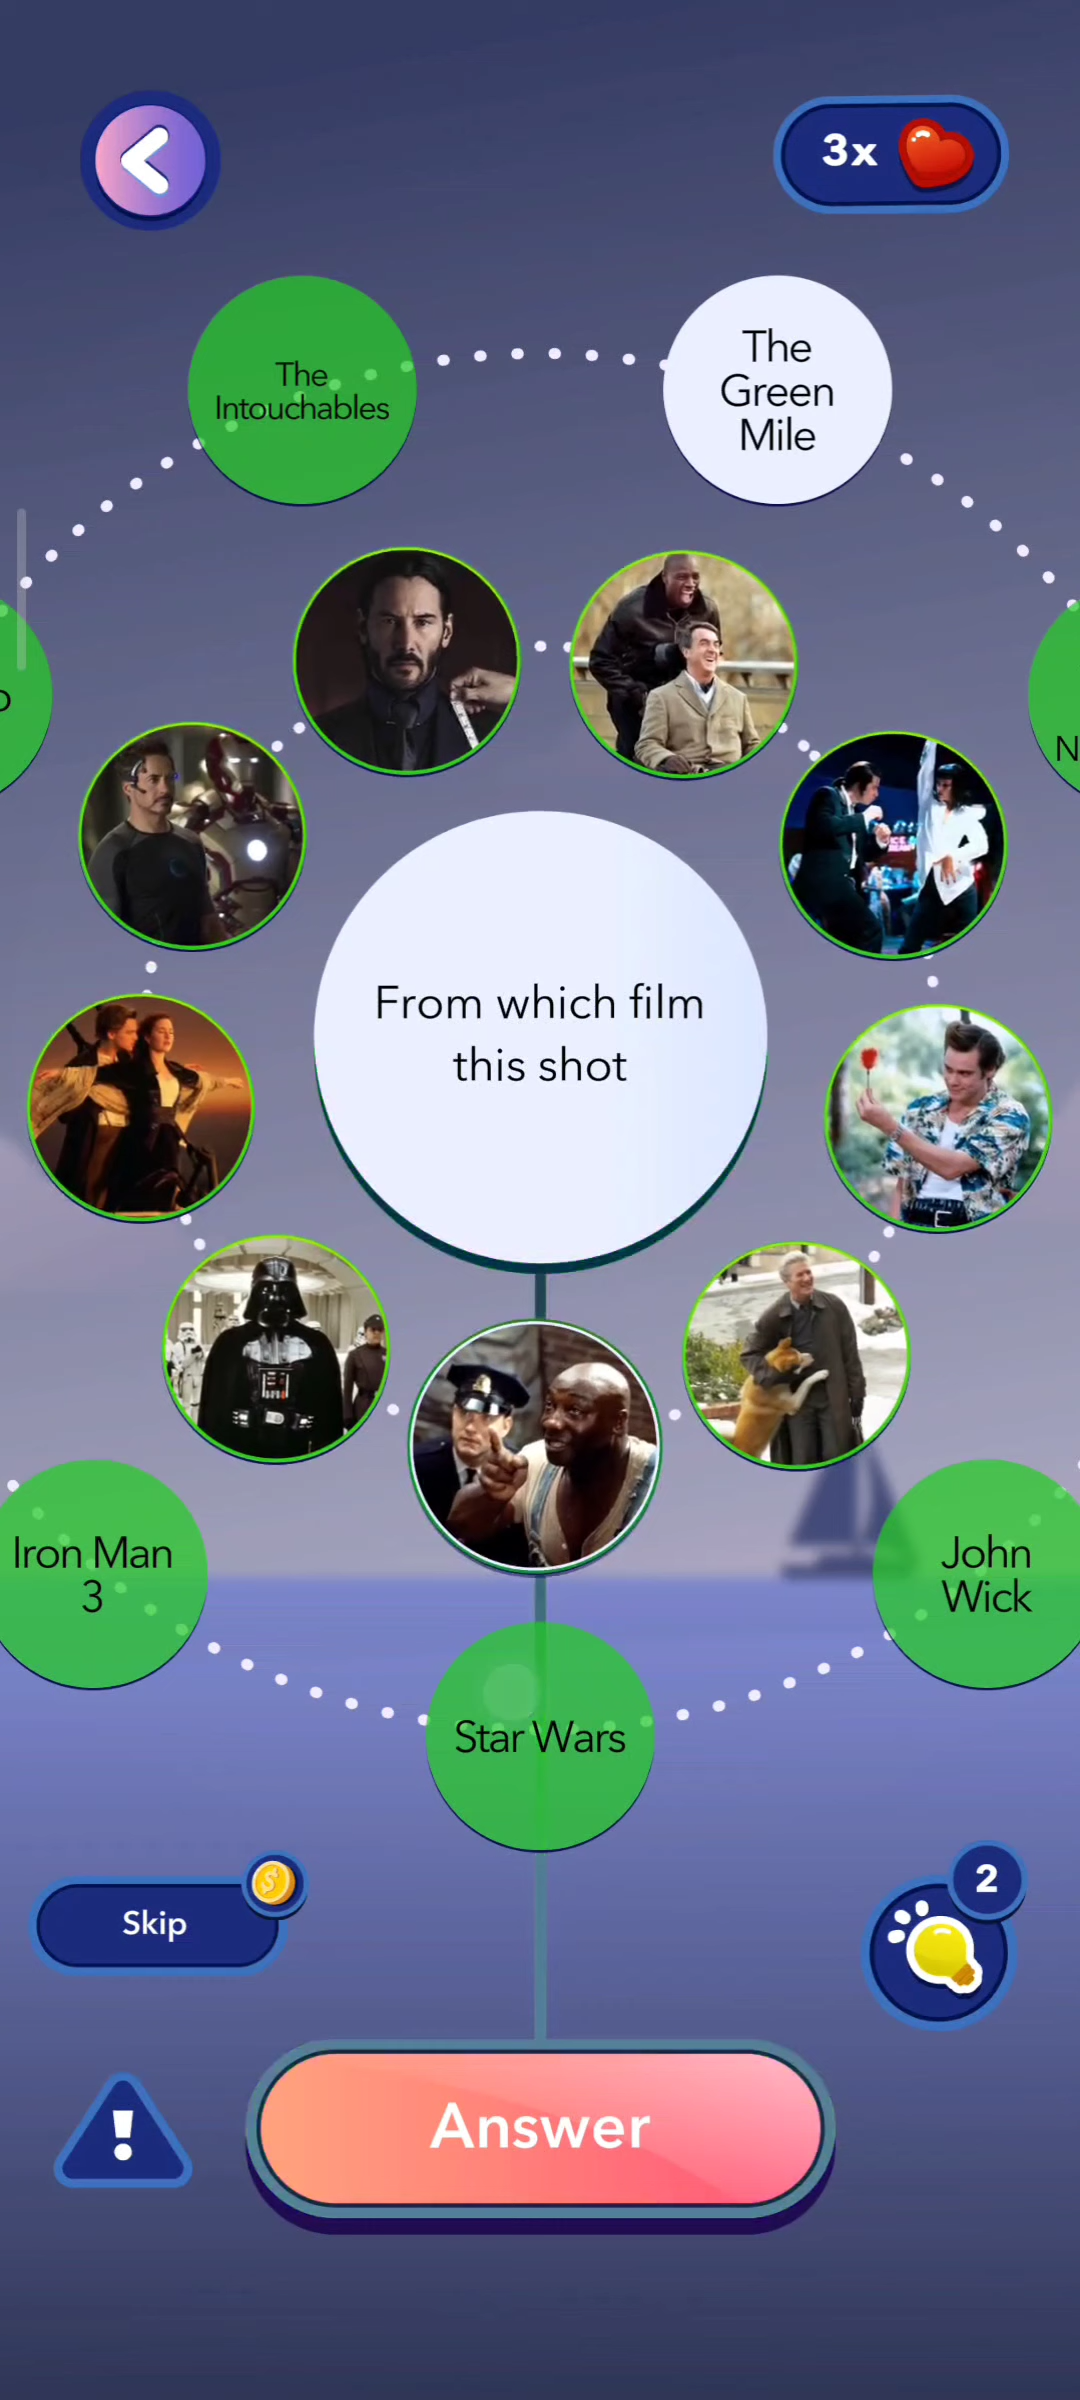 3x
The
Intouchables
The
Green
Mile
From which film
this shot
Iron Man
3
John
Wick
Star Wars
Skip
2
Answer